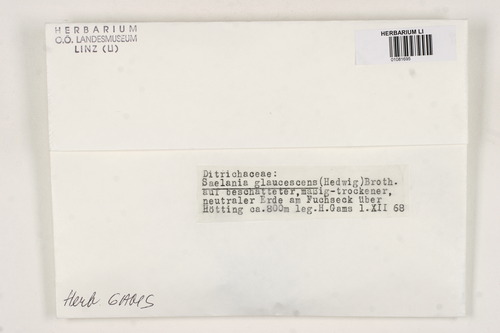 HERBARIUM
O.Ö. LANDESMUSEUM
LINZ (U)
HERBARIUM LI
01081695
Ditrichaceae:
Saelania glaucescens(Hedwig)Broth.
auf beschatteter,mäßig-trockener,
neutraler Erde am Fuchseck über
Hötting ca.800m leg.H.Gams 1.XII 68
Herb. GAMS